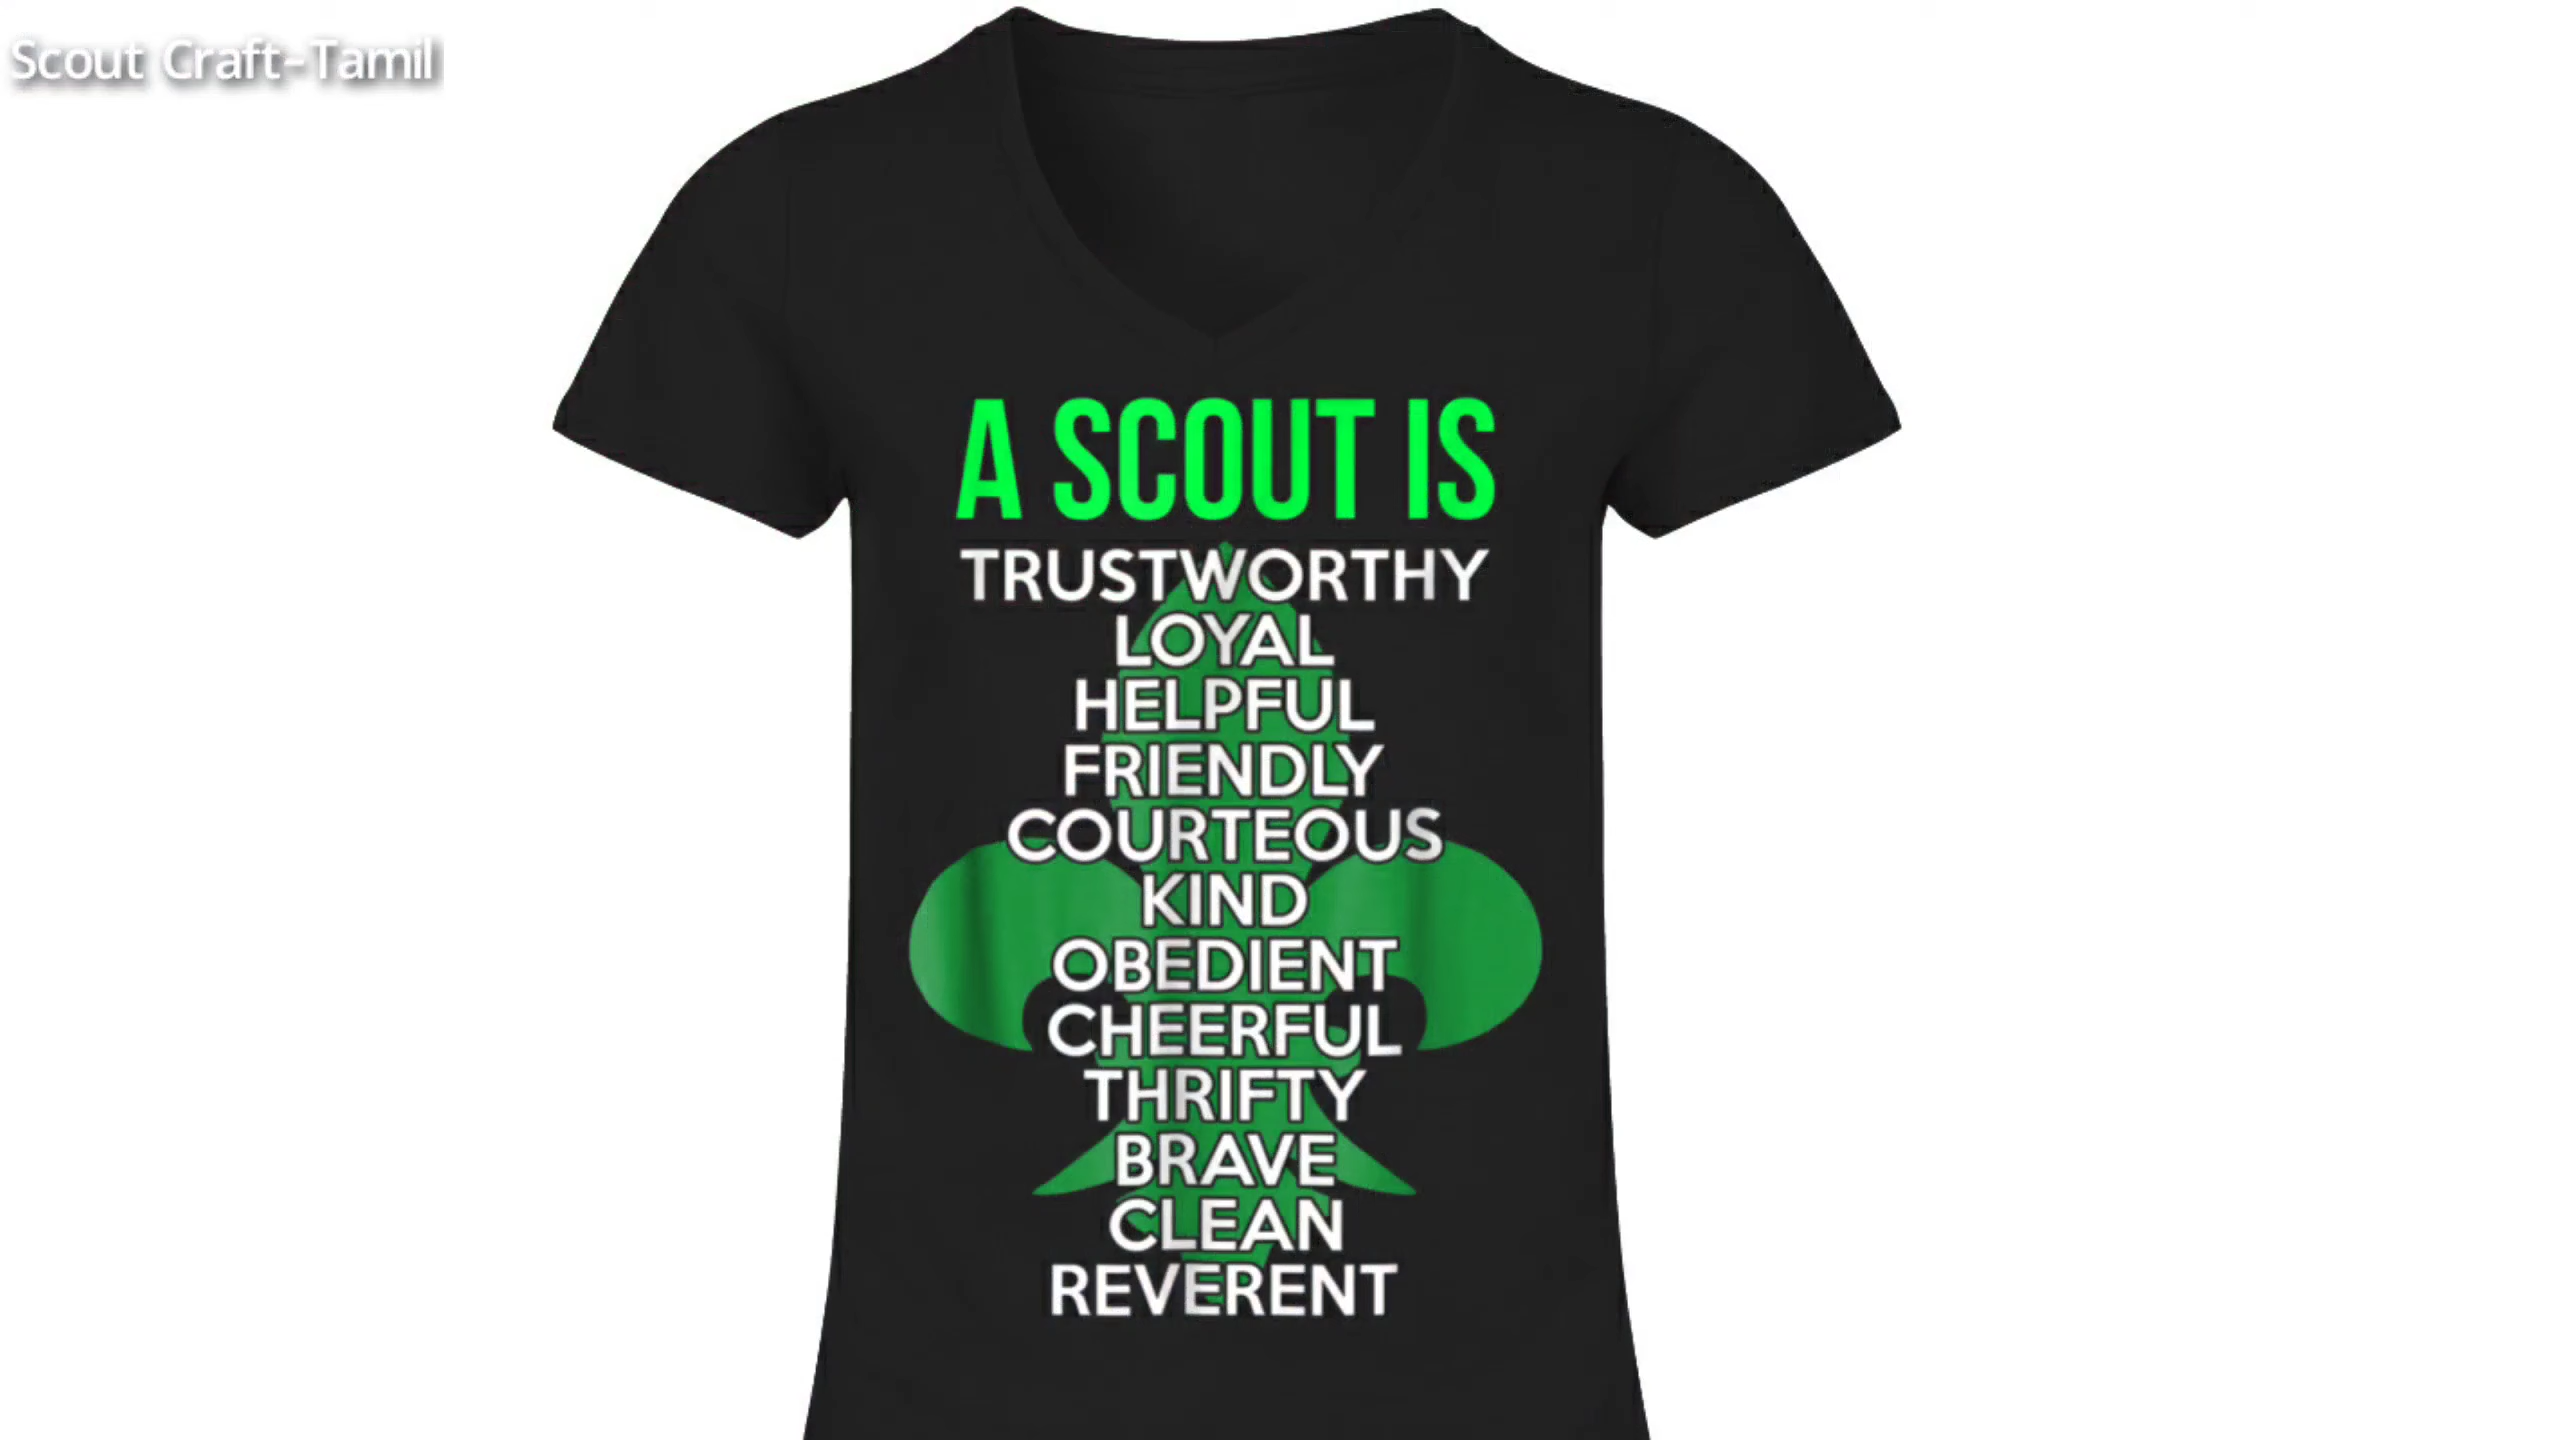 Scout Craft-Tamil
A SCOUT IS
TRUSTWORTHY
LOYAL
HELPFUL
FRIENDLY
COURTEOUS
KIND
OBEDIENT
CHEERFUL
THRIFTY
BRAVE
CLEAN
REVERENT